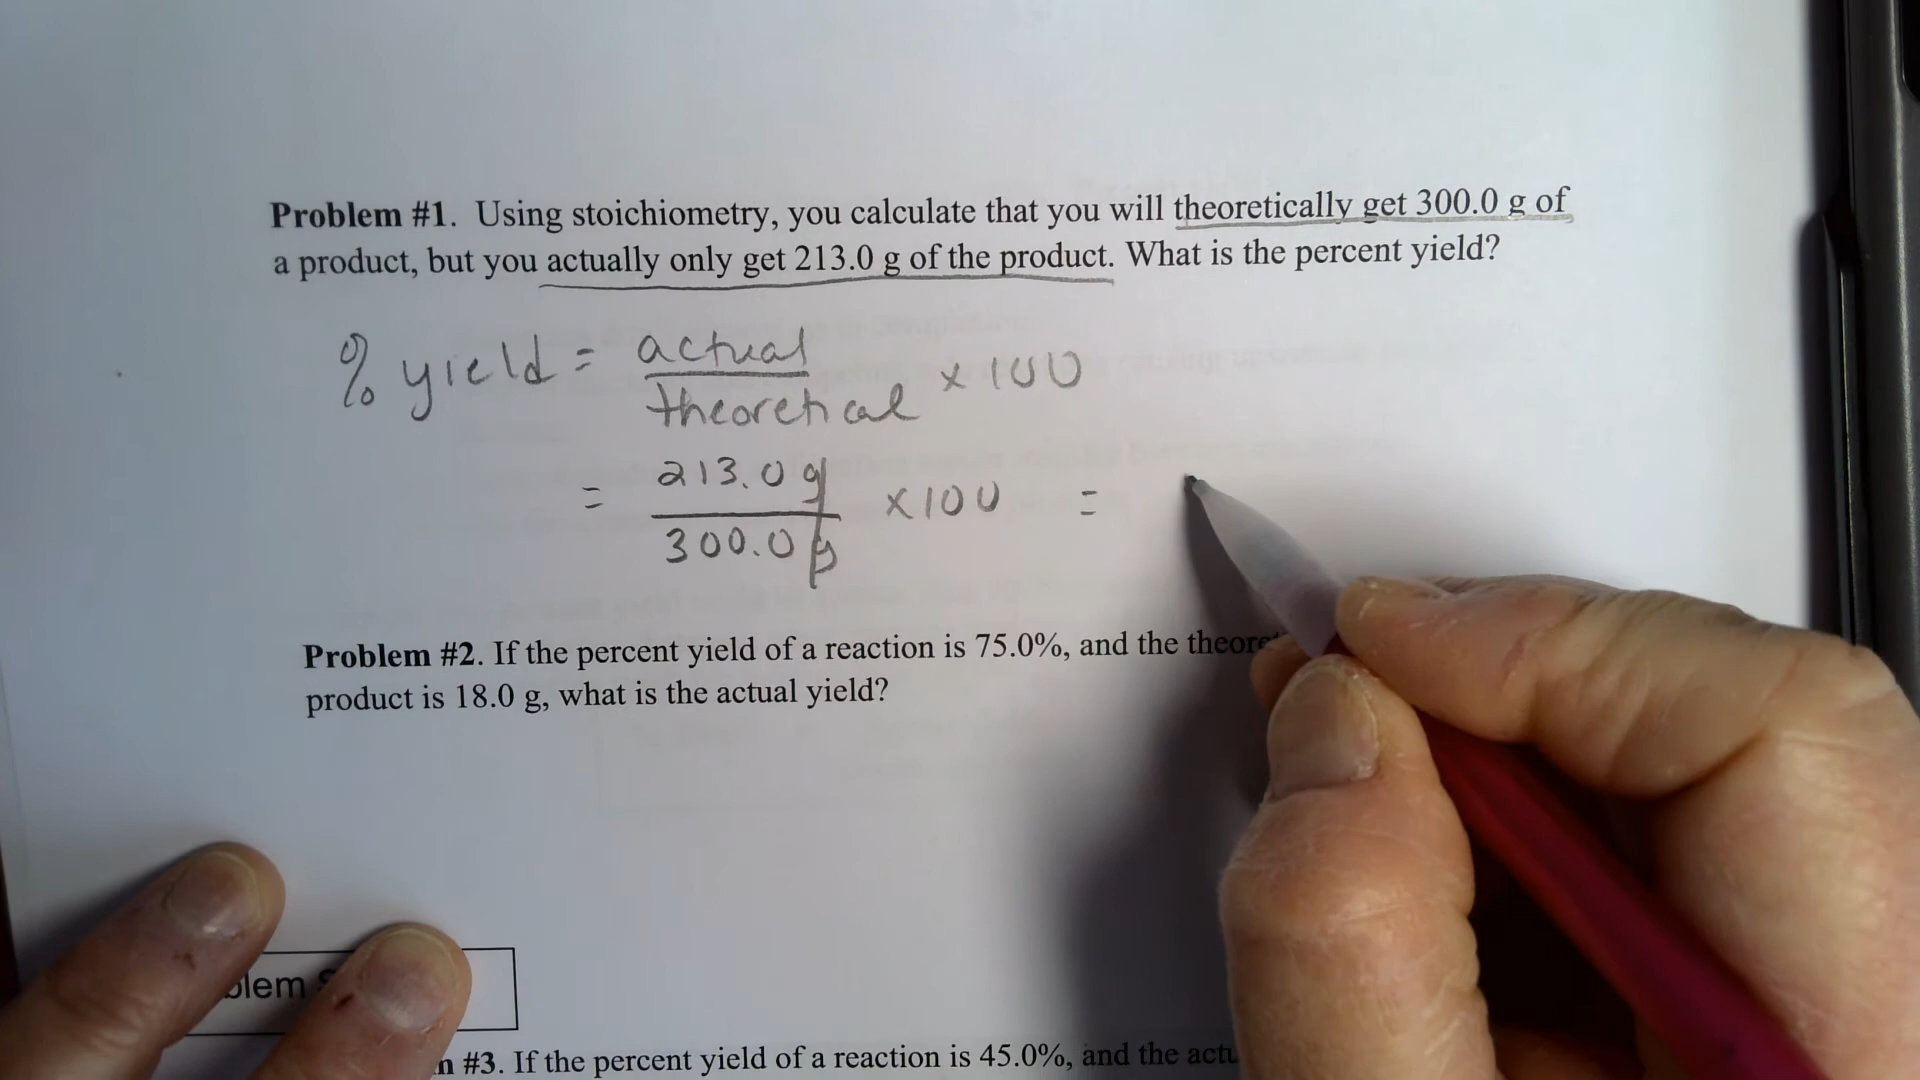 Problem #1. Using stoichiometry, you calculate that you will theoretically get 300.0 g of
a product, but you actually only get 213.0 g of the product. What is the percent yield?
% yield = actual / theoretical × 100
= 213.0 g / 300.0 g × 100 =
Problem #2. If the percent yield of a reaction is 75.0%, and the
product is 18.0 g, what is the actual yield?
#3. If the percent yield of a reaction is 45.0%, and the